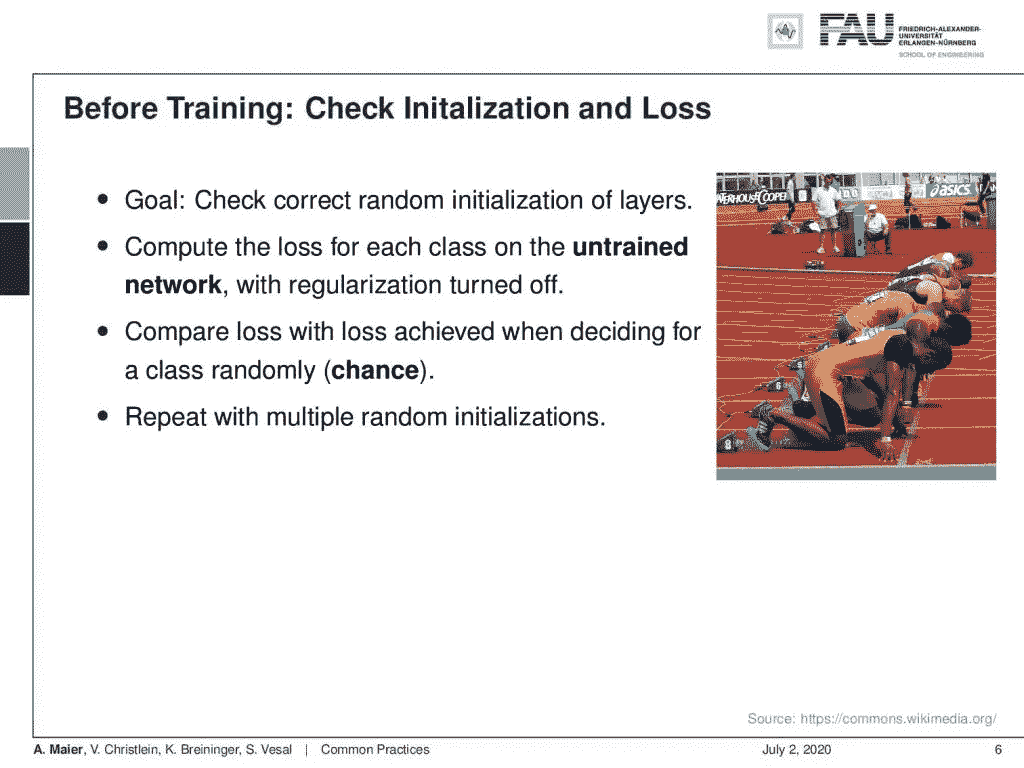 FAU
FRIEDRICH-ALEXANDER-
UNIVERSITÄT
ERLANGEN-NÜRNBERG
SCHOOL OF ENGINEERING
Before Training: Check Initalization and Loss
• Goal: Check correct random initialization of layers.
• Compute the loss for each class on the untrained
network, with regularization turned off.
• Compare loss with loss achieved when deciding for
a class randomly (chance).
• Repeat with multiple random initializations.
asics.
6
8
Source: https://commons.wikimedia.org/
A. Maier, V. Christlein, K. Breininger, S. Vesal | Common Practices
July 2, 2020
6